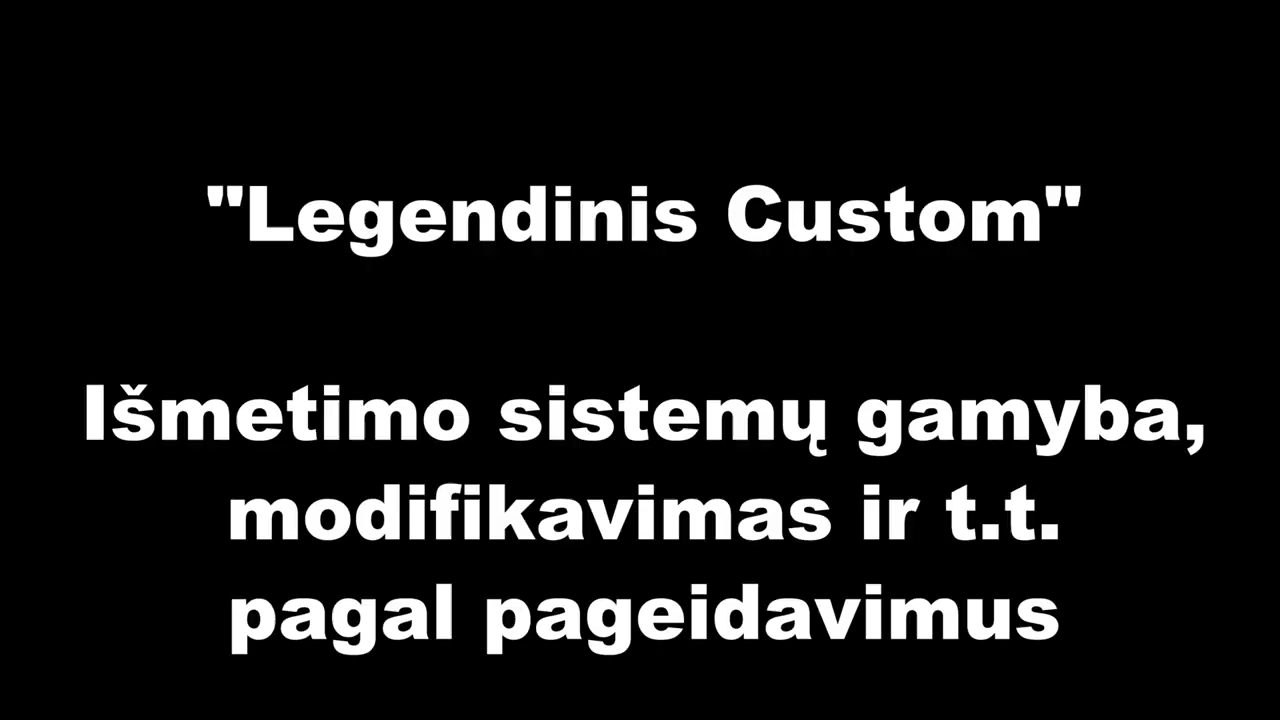 "Legendinis Custom"
Išmetimo sistemų gamyba,
modifikavimas ir t.t.
pagal pageidavimus